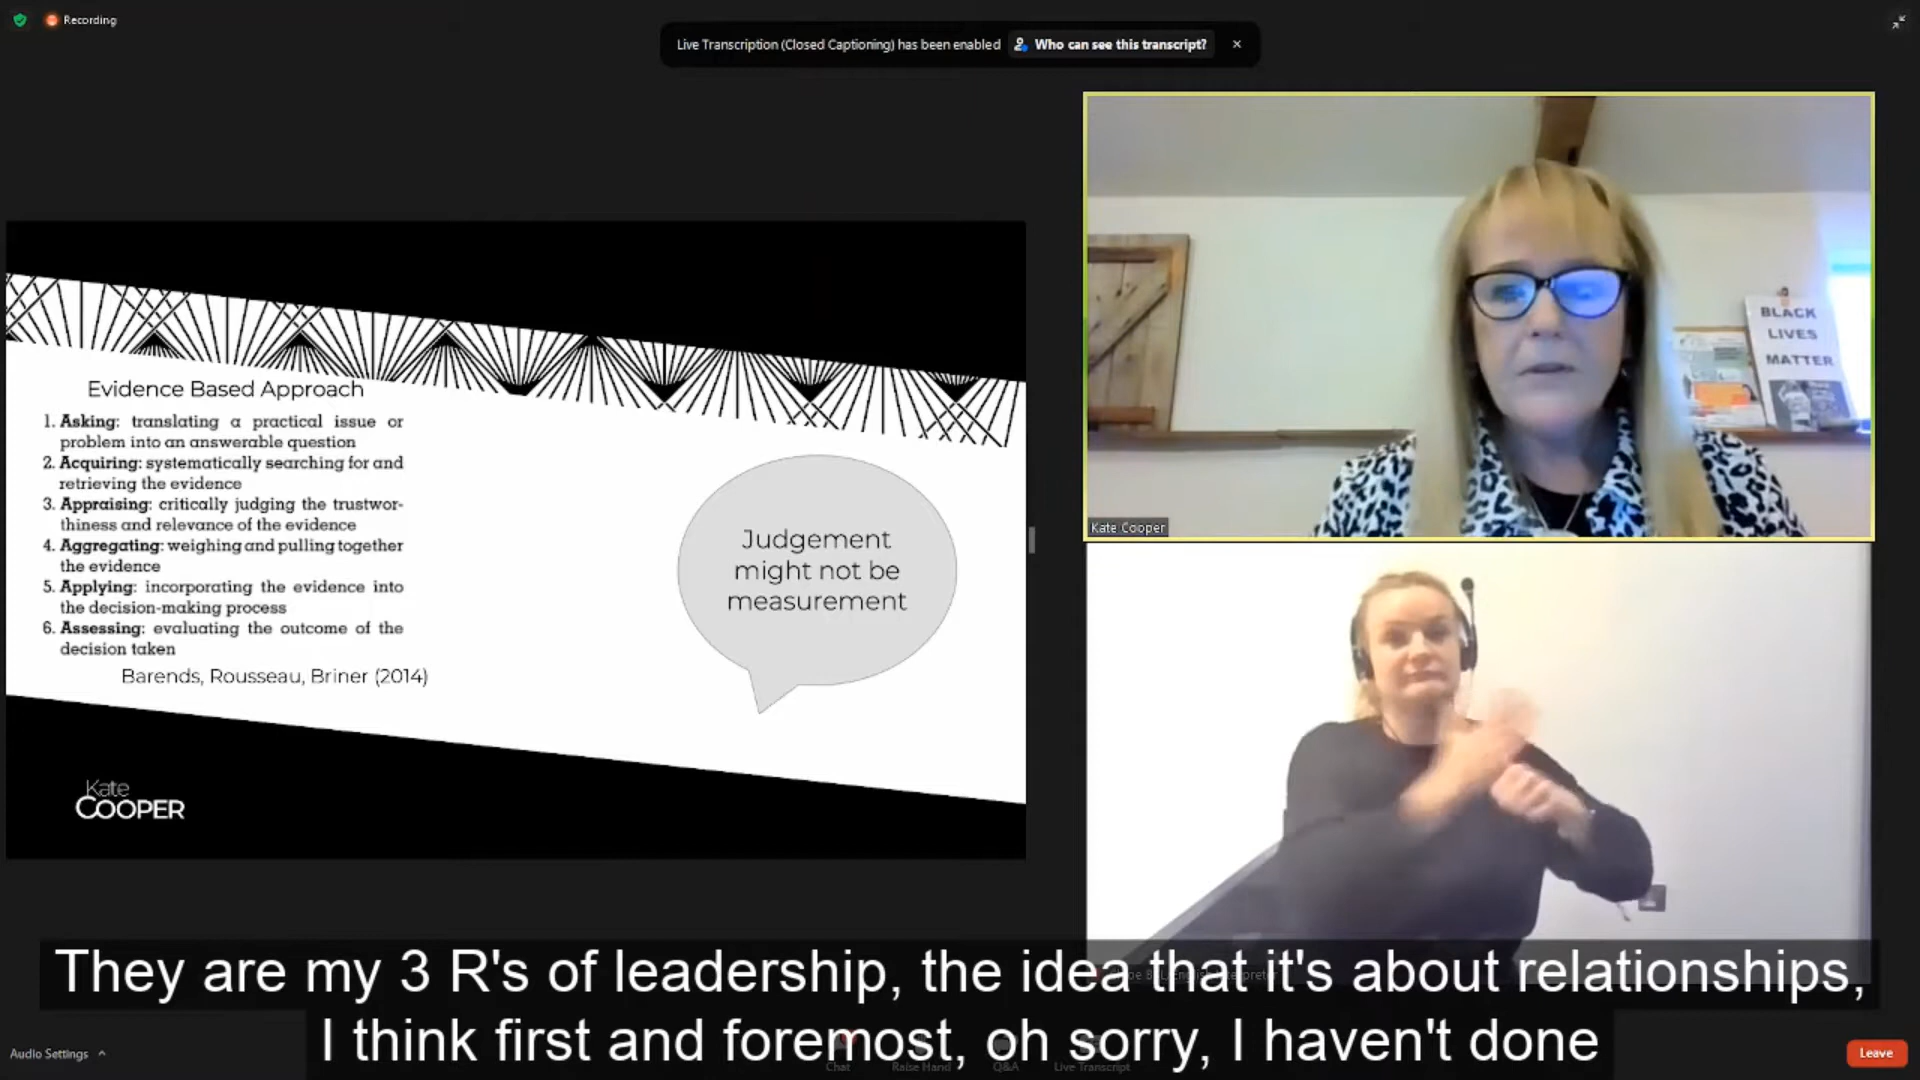 Recording
Live Transcription (Closed Captioning) has been enabled
Who can see this transcript?
Evidence Based Approach
1. Asking: translating a practical issue or
problem into an answerable question
2. Acquiring: systematically searching for and
retrieving the evidence
3. Appraising: critically judging the trustwor-
thiness and relevance of the evidence
4. Aggregating: weighing and pulling together
the evidence
5. Applying: incorporating the evidence into
the decision-making process
6. Assessing: evaluating the outcome of the
decision taken
Barends, Rousseau, Briner (2014)
Judgement
might not be
measurement
Kate
COOPER
BLACK
LIVES
MATTER
Kate Cooper
They are my 3 R's of leadership, the idea that it's about relationships,
I think first and foremost, oh sorry, I haven't done
Audio Settings
Chat
Raise Hand
Q&A
Live Transcript
Leave